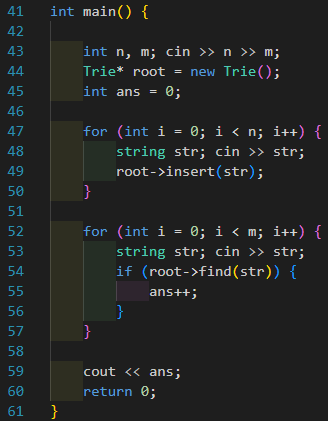 41 int main() {
42
43     int n, m; cin >> n >> m;
44     Trie* root = new Trie();
45     int ans = 0;
46
47     for (int i = 0; i < n; i++) {
48         string str; cin >> str;
49         root->insert(str);
50     }
51
52     for (int i = 0; i < m; i++) {
53         string str; cin >> str;
54         if (root->find(str)) {
55             ans++;
56         }
57     }
58
59     cout << ans;
60     return 0;
61 }